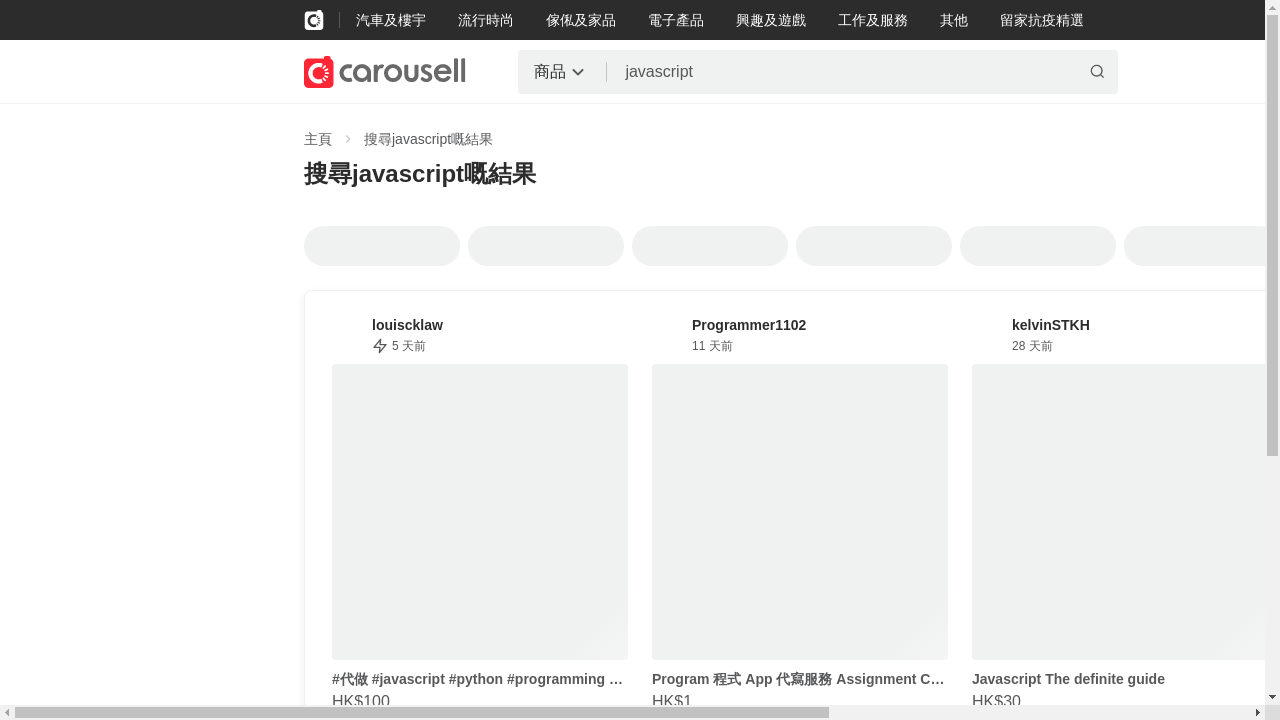 汽車及樓宇 流行時尚 傢俬及家品 電子產品 興趣及遊戲 工作及服務 其他 留家抗疫精選
carousell 商品 javascript
主頁 搜尋javascript嘅結果
搜尋javascript嘅結果
louiscklaw Programmer1102 kelvinSTKH
5 天前 11 天前 28 天前
#代做 #javascript #python #programming … Program 程式 App 代寫服務 Assignment C… Javascript The definite guide
HK$100 HK$1 HK$30